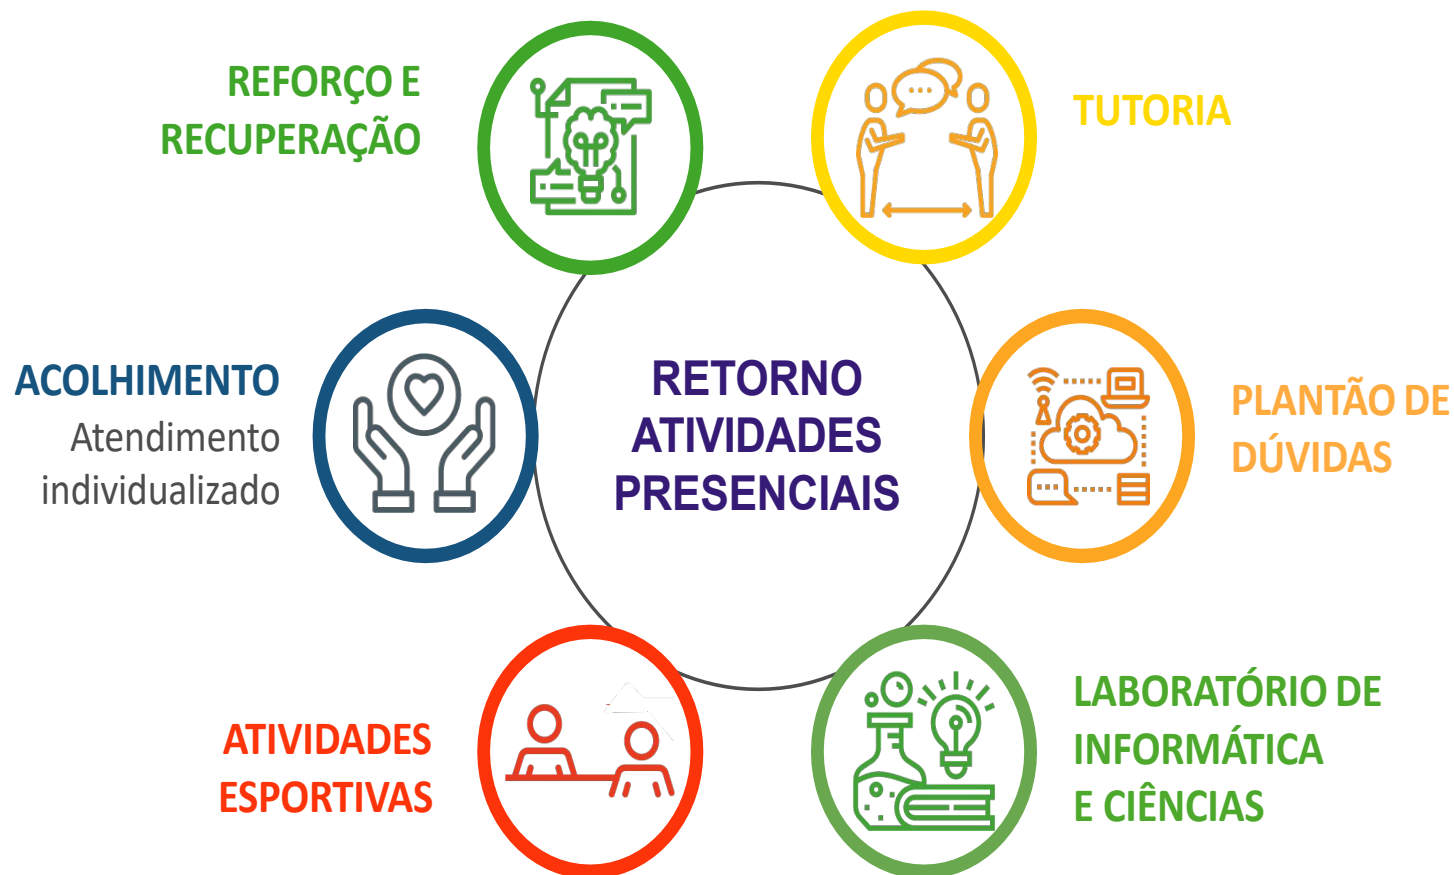 REFORÇO E
RECUPERAÇÃO
TUTORIA
ACOLHIMENTO
Atendimento
individualizado
RETORNO
ATIVIDADES
PRESENCIAIS
PLANTÃO DE
DÚVIDAS
ATIVIDADES
ESPORTIVAS
LABORATÓRIO DE
INFORMÁTICA
E CIÊNCIAS